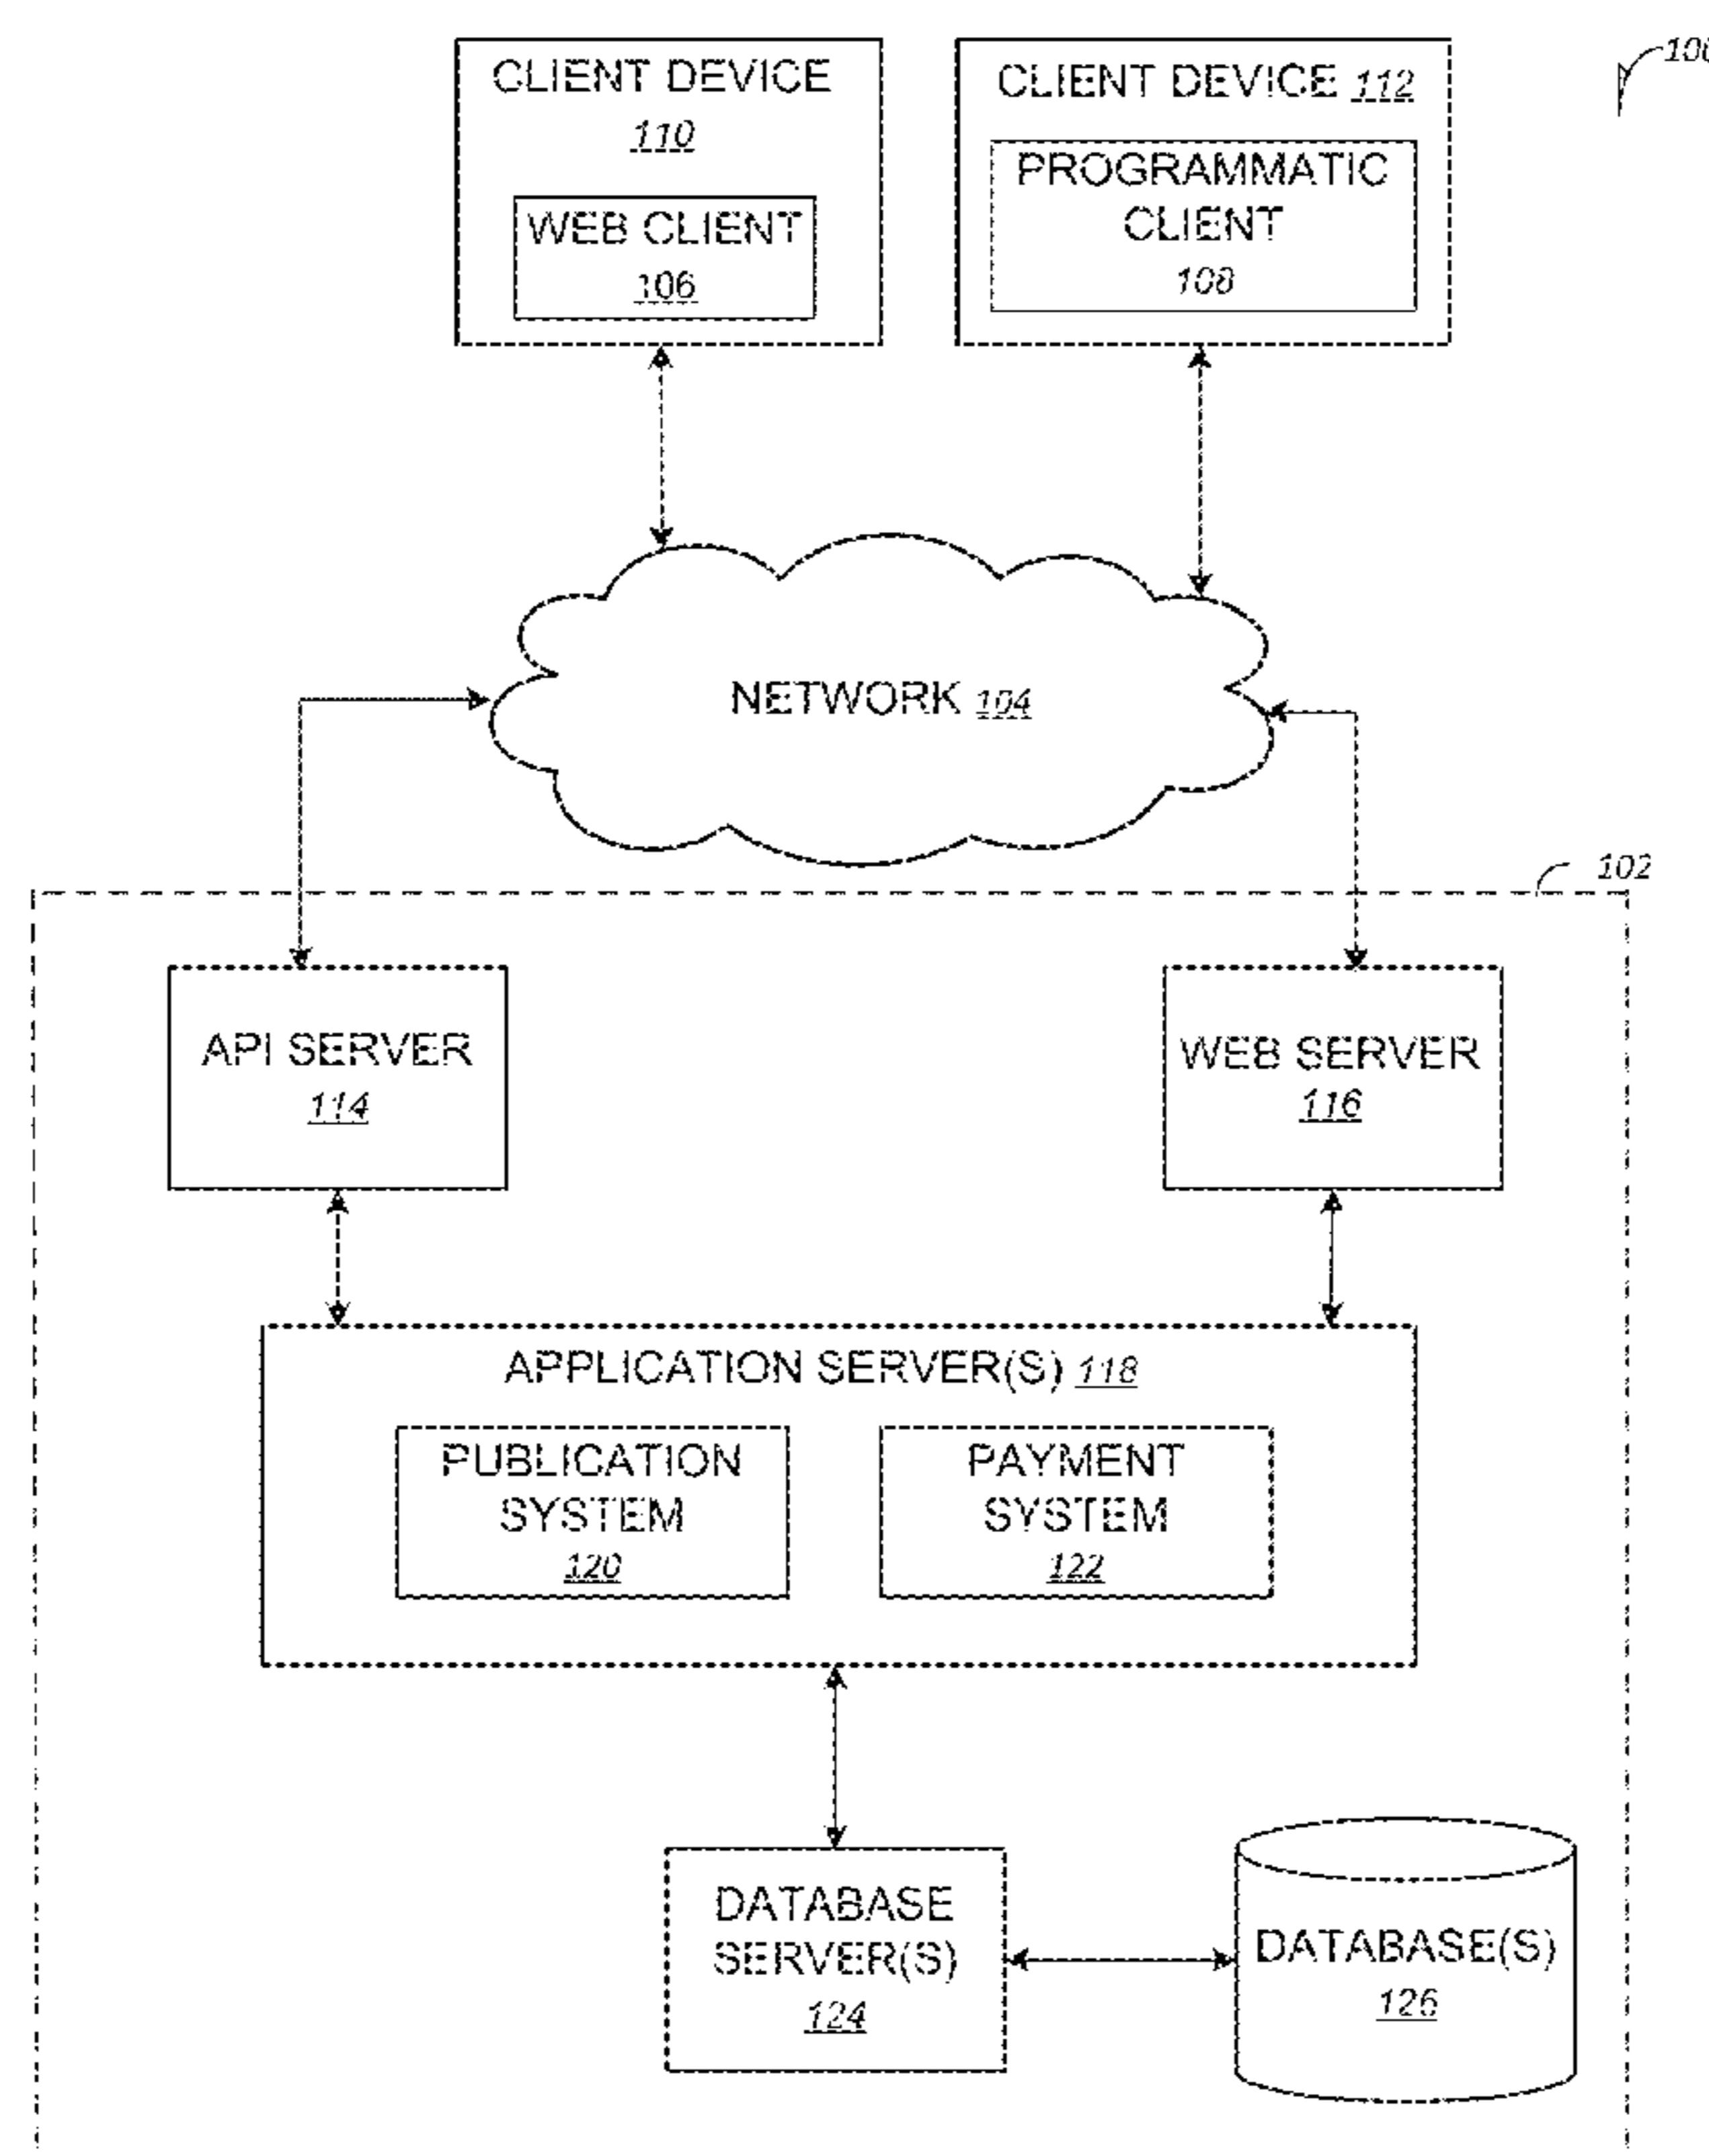 CLIENT DEVICE
110
WEB CLIENT
106
CLIENT DEVICE 112
PROGRAMMATIC
CLIENT
108
100
NETWORK 104
102
API SERVER
114
WEB SERVER
116
APPLICATION SERVER(S) 118
PUBLICATION
SYSTEM
120
PAYMENT
SYSTEM
122
DATABASE
SERVER(S)
124
DATABASE(S)
126